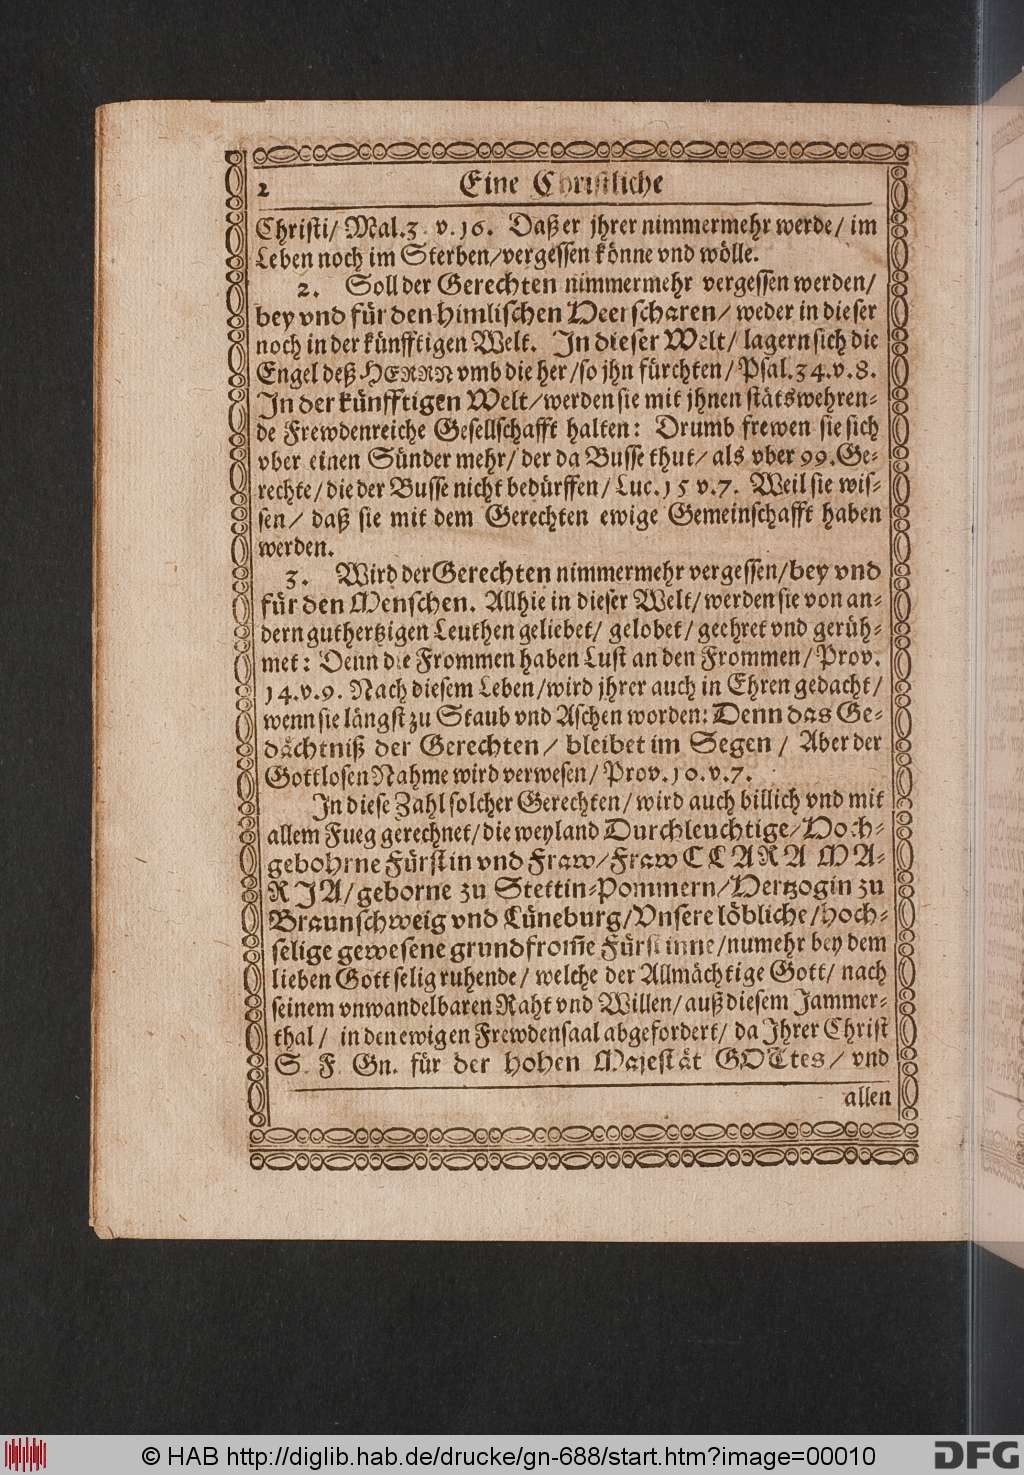 2 Eine Christliche
Christi/ Mal. 3. v. 16. Daß er jhrer nimmermehr werde/ im
Leben noch im Sterben/ vergessen könne vnd wölle.
2. Soll der Gerechten nimmermehr vergessen werden/
bey vnd für den himlischen Heerscharen/ weder in dieser
noch in der künfftigen Welt. In dieser Welt/ lagern sich die
Engel deß HERRN vmb die her/ so jhn fürchten/ Psal. 34. v. 8.
In der künfftigen Welt/ werden sie mit jhnen stätswehren-
de Frewdenreiche Gesellschafft halten: Drumb frewen sie sich
vber einen Sünder mehr/ der da Busse thut/ als vber 99. Ge-
rechte/ die der Busse nicht bedürffen/ Luc. 15 v. 7. Weil sie wis-
sen/ daß sie mit dem Gerechten ewige Gemeinschafft haben
werden.
3. Wird der Gerechten nimmermehr vergessen/ bey vnd
für den Menschen. Allhie in dieser Welt/ werden sie von an-
dern guthertzigen Leuthen geliebet/ gelobet/ geehret vnd gerüh-
met: Denn die Frommen haben Lust an den Frommen/ Prov.
14. v. 9. Nach diesem Leben/ wird jhrer auch in Ehren gedacht/
wenn sie längst zu Staub vnd Aschen worden: Denn das Ge-
dächtniß der Gerechten/ bleibet im Segen/ Aber der
Gottlosen Nahme wird verwesen/ Prov. 10. v. 7.
In diese Zahl solcher Gerechten/ wird auch billich vnd mit
allem Fueg gerechnet/ die weyland Durchleuchtige/ Hoch-
gebohrne Fürstin vnd Fraw/ Fraw CLARA MA-
RJA/ geborne zu Stettin-Pommern/ Hertzogin zu
Braunschweig vnd Lüneburg/ Vnsere löbliche/ hoch-
selige gewesene grundfrom̃e Fürstinne/ numehr bey dem
lieben Gott selig ruhende/ welche der Allmächtige Gott/ nach
seinem vnwandelbaren Raht vnd Willen/ auß diesem Jammer-
thal/ in den ewigen Frewdensaal abgefordert/ da Jhrer Christ
S. F. Gn. für der hohen Majestät GOTtes/ vnd
allen
© HAB http://diglib.hab.de/drucke/gn-688/start.htm?image=00010
DFG